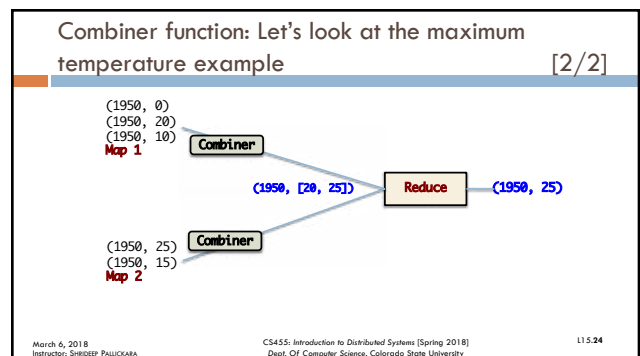 Combiner function: Let's look at the maximum
temperature example [2/2]
(1950, 0)
(1950, 20)
(1950, 10)
Map 1
Combiner
(1950, [20, 25])
Reduce
(1950, 25)
Combiner
(1950, 25)
(1950, 15)
Map 2
March 6, 2018
Instructor: SHRIDEEP PALLICKARA
CS455: Introduction to Distributed Systems [Spring 2018]
Dept. Of Computer Science, Colorado State University
L15.24